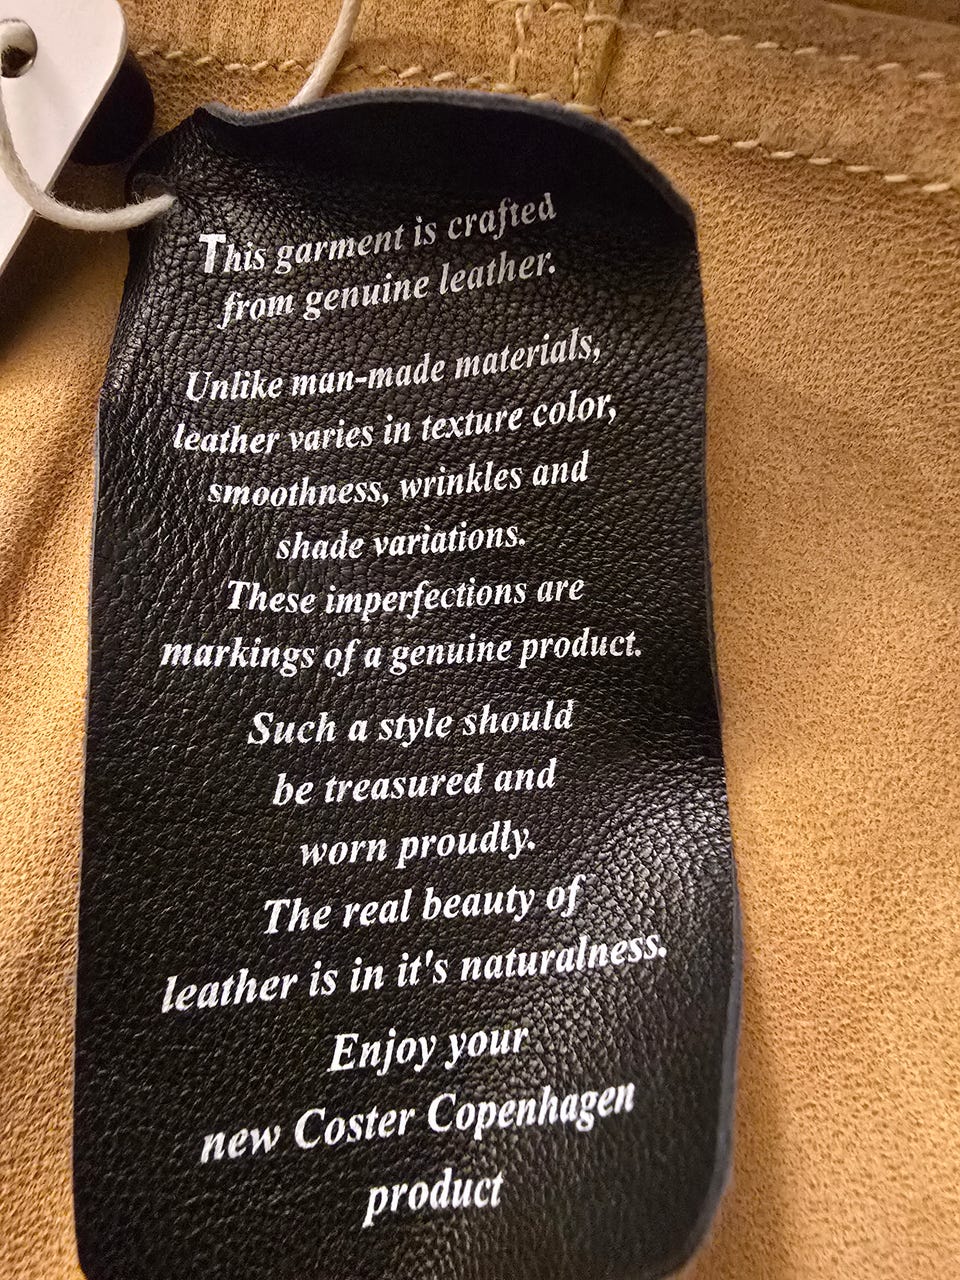 This garment is crafted
from genuine leather.
Unlike man-made materials,
leather varies in texture color,
smoothness, wrinkles and
shade variations.
These imperfections are
markings of a genuine product.
Such a style should
be treasured and
worn proudly.
The real beauty of
leather is in it's naturalness.
Enjoy your
new Coster Copenhagen
product